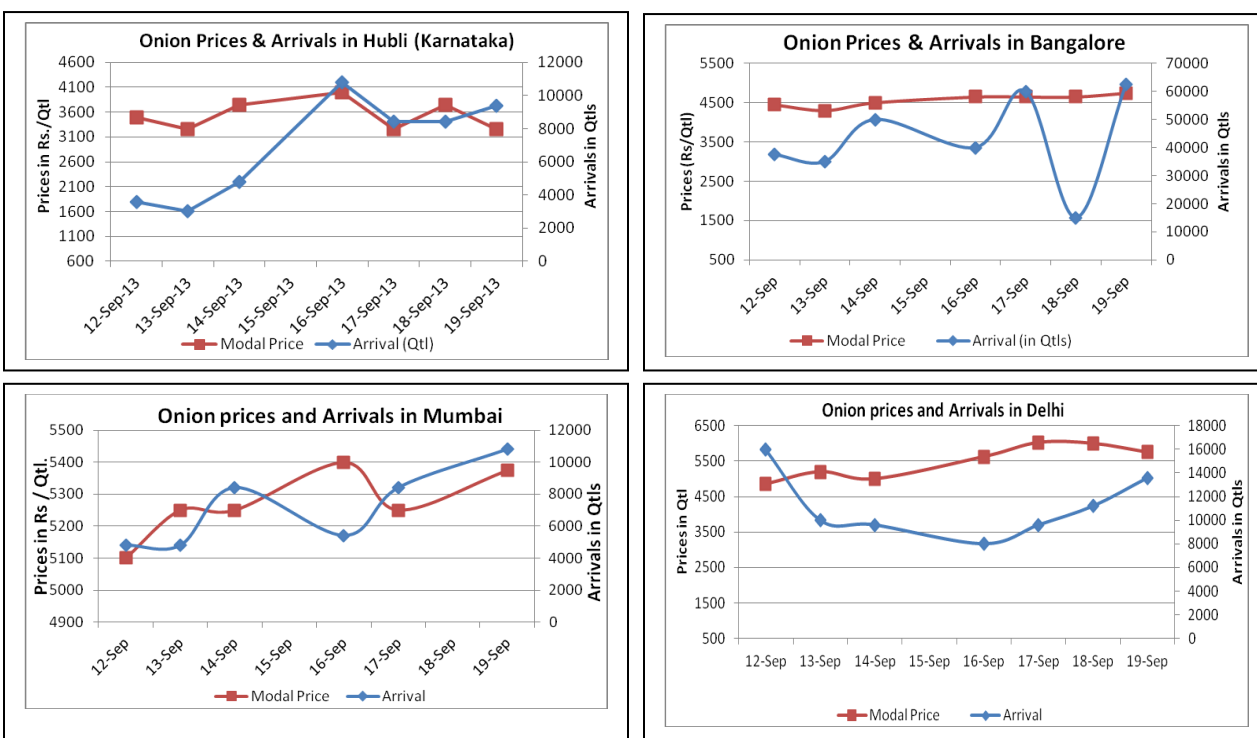 Onion Prices & Arrivals in Hubli (Karnataka)
Prices in Rs./Qtl
4600
4100
3600
3100
2600
2100
1600
1100
600
12000
10000
8000
6000
4000
2000
0
Arrivals in Qtls
12-Sep-13
13-Sep-13
14-Sep-13
15-Sep-13
16-Sep-13
17-Sep-13
18-Sep-13
19-Sep-13
Modal Price
Arrival (Qtl)
Onion Prices & Arrivals in Bangalore
Prices (Rs/Qtl)
5500
4500
3500
2500
1500
500
70000
60000
50000
40000
30000
20000
10000
0
Arrivals in Qtls
12-Sep
13-Sep
14-Sep
15-Sep
16-Sep
17-Sep
18-Sep
19-Sep
Modal Price
Arrival (in Qtls)
Onion prices and Arrivals in Mumbai
Prices in Rs / Qtl.
5500
5400
5300
5200
5100
5000
4900
12000
10000
8000
6000
4000
2000
0
Arrivals in Qtls
12-Sep
13-Sep
14-Sep
15-Sep
16-Sep
17-Sep
18-Sep
19-Sep
Modal Price
Arrival
Onion prices and Arrivals in Delhi
Prices in Qtl
6500
5500
4500
3500
2500
1500
500
18000
16000
14000
12000
10000
8000
6000
4000
2000
0
Arrivals in Qtls
12-Sep
13-Sep
14-Sep
15-Sep
16-Sep
17-Sep
18-Sep
19-Sep
Modal Price
Arrival